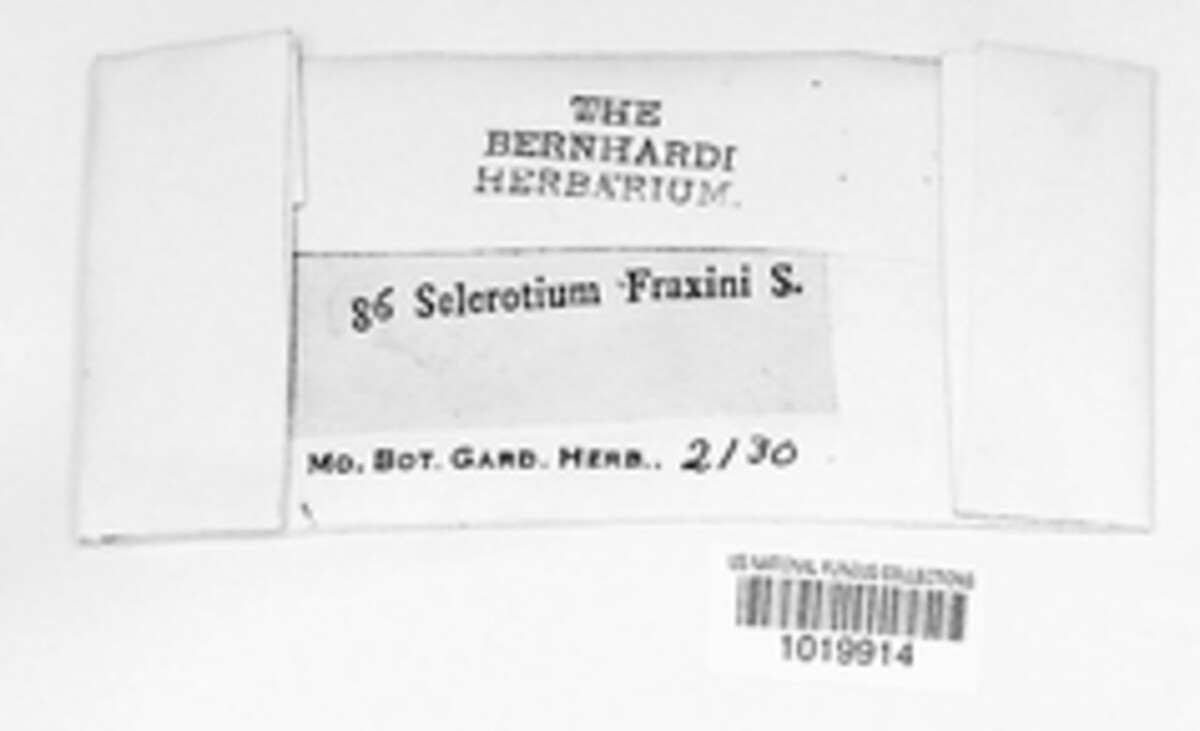 THE
BERNHARDI
HERBARIUM.
86 Sclerotium Fraxini S.
MO. BOT. GARD. HERB.. 2130
US NATIONAL FUNGUS COLLECTIONS
1019914